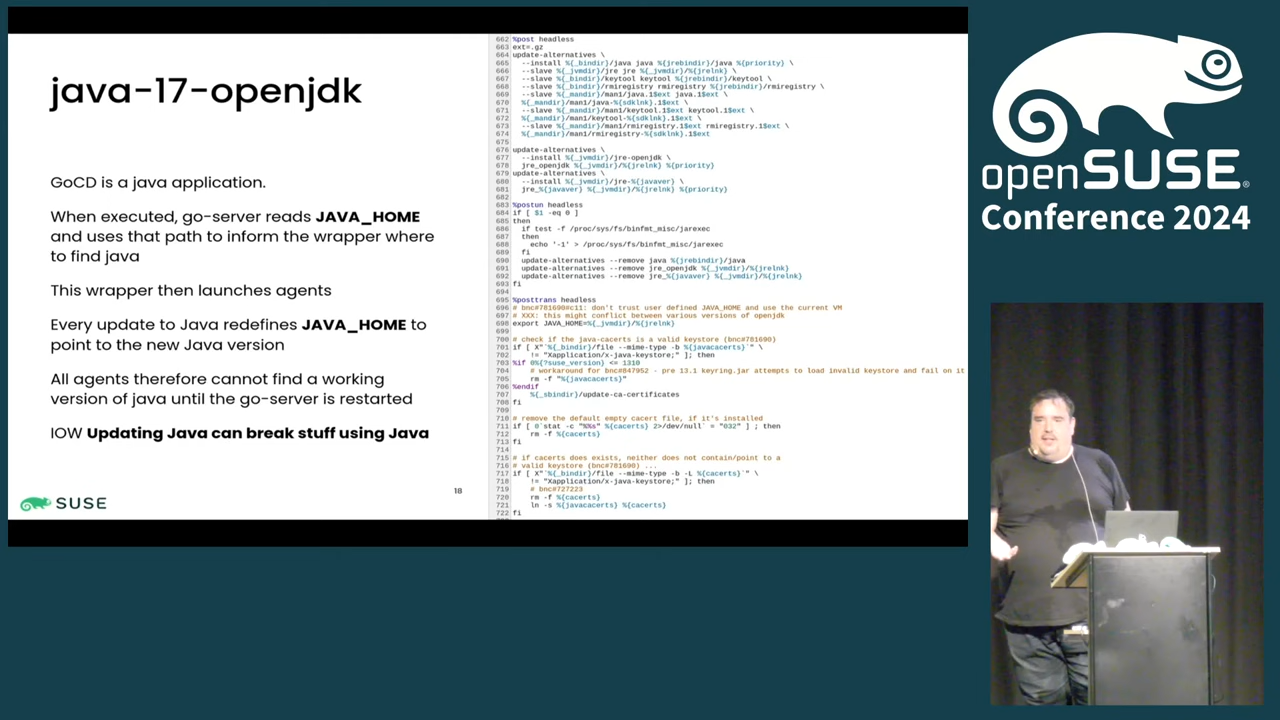 java-17-openjdk
GoCD is a java application.
When executed, go-server reads JAVA_HOME
and uses that path to inform the wrapper where
to find java
This wrapper then launches agents
Every update to Java redefines JAVA_HOME to
point to the new Java version
All agents therefore cannot find a working
version of java until the go-server is restarted
IOW Updating Java can break stuff using Java
18
SUSE
662 %post headless
663 ext=.gz
664 update-alternatives \
665   --install %{_bindir}/java java %{jrebindir}/java %{priority} \
666   --slave %{_jvmdir}/jre jre %{_jvmdir}/%{jrelnk} \
667   --slave %{_bindir}/keytool keytool %{jrebindir}/keytool \
668   --slave %{_bindir}/rmiregistry rmiregistry %{jrebindir}/rmiregistry \
669   --slave %{_mandir}/man1/java.1$ext java.1$ext \
670   %{_mandir}/man1/java-%{sdklnk}.1$ext \
671   --slave %{_mandir}/man1/keytool.1$ext keytool.1$ext \
672   %{_mandir}/man1/keytool-%{sdklnk}.1$ext \
673   --slave %{_mandir}/man1/rmiregistry.1$ext rmiregistry.1$ext \
674   %{_mandir}/man1/rmiregistry-%{sdklnk}.1$ext
675
676 update-alternatives \
677   --install %{_jvmdir}/jre-openjdk \
678   jre_openjdk %{_jvmdir}/%{jrelnk} %{priority}
679 update-alternatives \
680   --install %{_jvmdir}/jre-%{javaver} \
681   jre_%{javaver} %{_jvmdir}/%{jrelnk} %{priority}
682
683 %postun headless
684 if [ $1 -eq 0 ]
685 then
686   if test -f /proc/sys/fs/binfmt_misc/jarexec
687   then
688     echo '-1' > /proc/sys/fs/binfmt_misc/jarexec
689   fi
690   update-alternatives --remove java %{jrebindir}/java
691   update-alternatives --remove jre_openjdk %{_jvmdir}/%{jrelnk}
692   update-alternatives --remove jre_%{javaver} %{_jvmdir}/%{jrelnk}
693 fi
694
695 %posttrans headless
696 # bnc#781690#c11: don't trust user defined JAVA_HOME and use the current VM
697 # XXX: this might conflict between various versions of openjdk
698 export JAVA_HOME=%{_jvmdir}/%{jrelnk}
699
700 # check if the java-cacerts is a valid keystore (bnc#781690)
701 if [ X"`%{_bindir}/file --mime-type -b %{javacacerts}`" \
702     != "Xapplication/x-java-keystore;" ]; then
703 %if 0%{?suse_version} <= 1310
704     # workaround for bnc#847952 - pre 13.1 keyring.jar attempts to load invalid keystore and fail on it
705     rm -f "%{javacacerts}"
706 %endif
707     %{_sbindir}/update-ca-certificates
708 fi
709
710 # remove the default empty cacert file, if it's installed
711 if [ 0`stat -c "%%s" %{cacerts} 2>/dev/null` = "032" ] ; then
712     rm -f %{cacerts}
713 fi
714
715 # if cacerts does exists, neither does not contain/point to a
716 # valid keystore (bnc#781690) ...
717 if [ X"`%{_bindir}/file --mime-type -b -L %{cacerts}`" \
718     != "Xapplication/x-java-keystore;" ]; then
719     # bnc#727223
720     rm -f %{cacerts}
721     ln -s %{javacacerts} %{cacerts}
722 fi
openSUSE®
Conference 2024